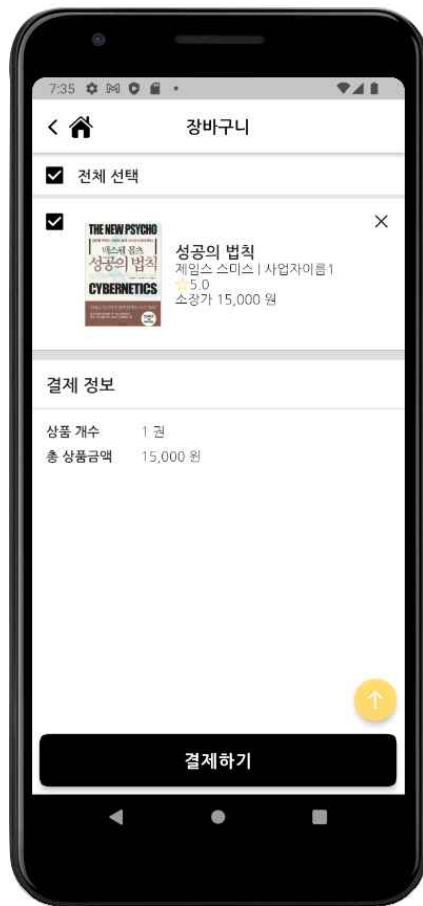 7:35
장바구니
전체 선택
THE NEW PSYCHO
맥스웰 몰츠
성공의 법칙
CYBERNETICS
성공의 법칙
제임스 스미스 | 사업자이름1
5.0
소장가 15,000 원
결제 정보
상품 개수 1 권
총 상품금액 15,000 원
결제하기